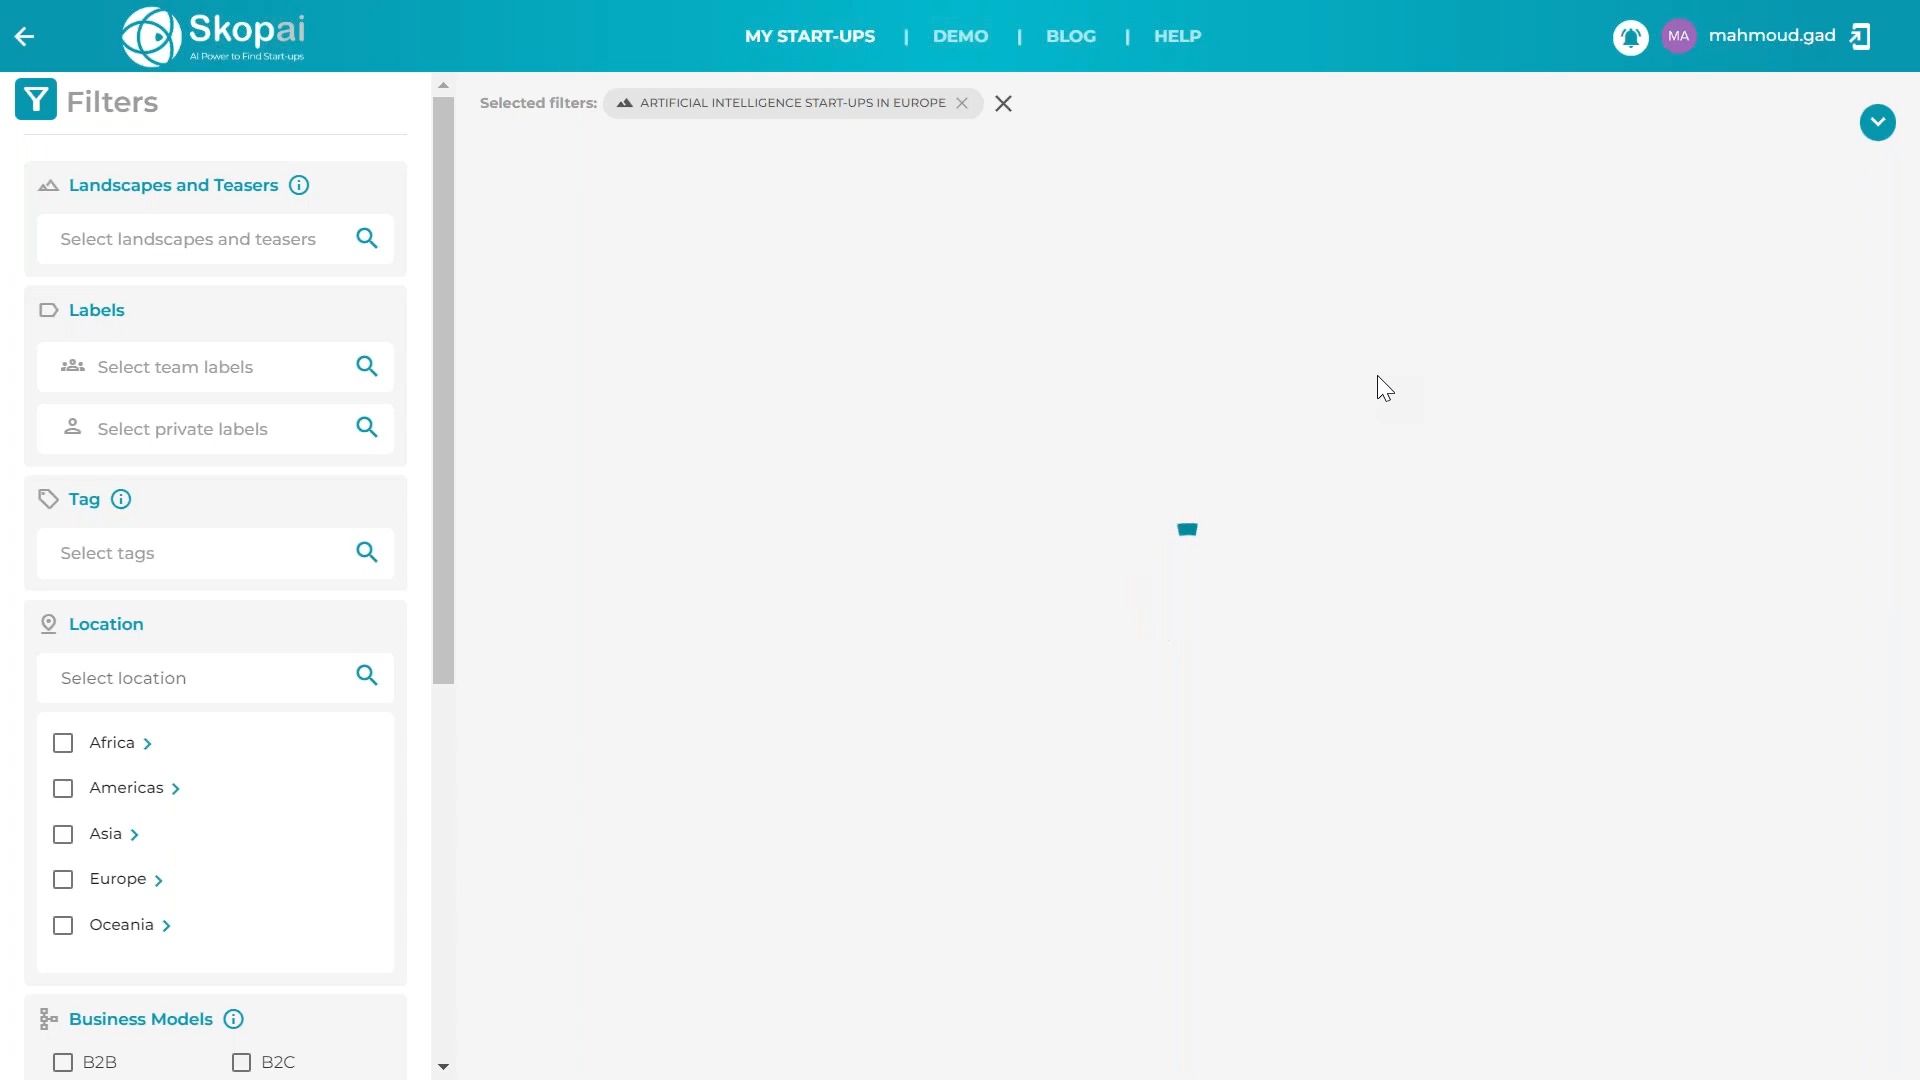 Skopai
AI Power to Find Start-ups
MY START-UPS | DEMO | BLOG | HELP
MA mahmoud.gad
Filters
Selected filters: ARTIFICIAL INTELLIGENCE START-UPS IN EUROPE
Landscapes and Teasers
Select landscapes and teasers
Labels
Select team labels
Select private labels
Tag
Select tags
Location
Select location
Africa
Americas
Asia
Europe
Oceania
Business Models
B2B B2C